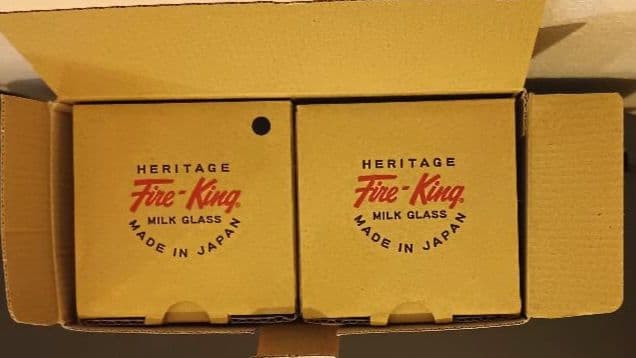 HERITAGE
Fire-King
MILK GLASS
MADE IN JAPAN
HERITAGE
Fire-King
MILK GLASS
MADE IN JAPAN